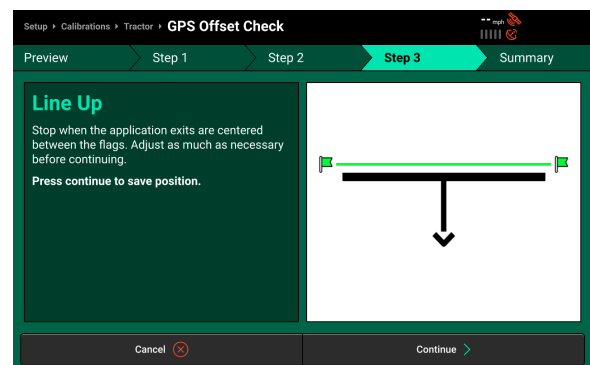 Setup › Calibrations › Tractor › GPS Offset Check
-- mph
Preview
Step 1
Step 2
Step 3
Summary
Line Up
Stop when the application exits are centered
between the flags. Adjust as much as necessary
before continuing.
Press continue to save position.
Cancel
Continue